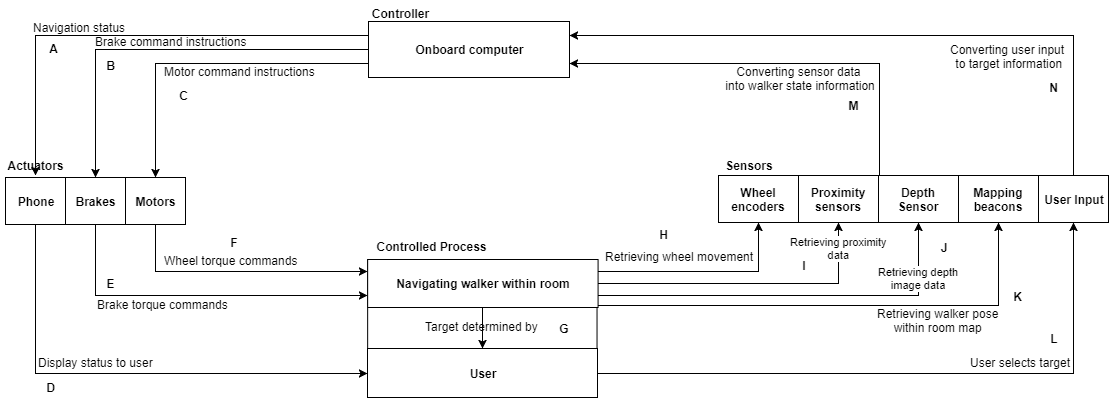 Controller
Navigation status
A
Brake command instructions
B
Motor command instructions
C
Onboard computer
Converting user input
to target information
N
Converting sensor data
into walker state information
M
Actuators
Phone
Brakes
Motors
Sensors
Wheel
encoders
Proximity
sensors
Depth
Sensor
Mapping
beacons
User Input
F
Wheel torque commands
E
Brake torque commands
Controlled Process
Navigating walker within room
H
Retrieving wheel movement
Retrieving proximity
data
I
J
Retrieving depth
image data
K
Retrieving walker pose
within room map
Target determined by
G
L
Display status to user
D
User
User selects target